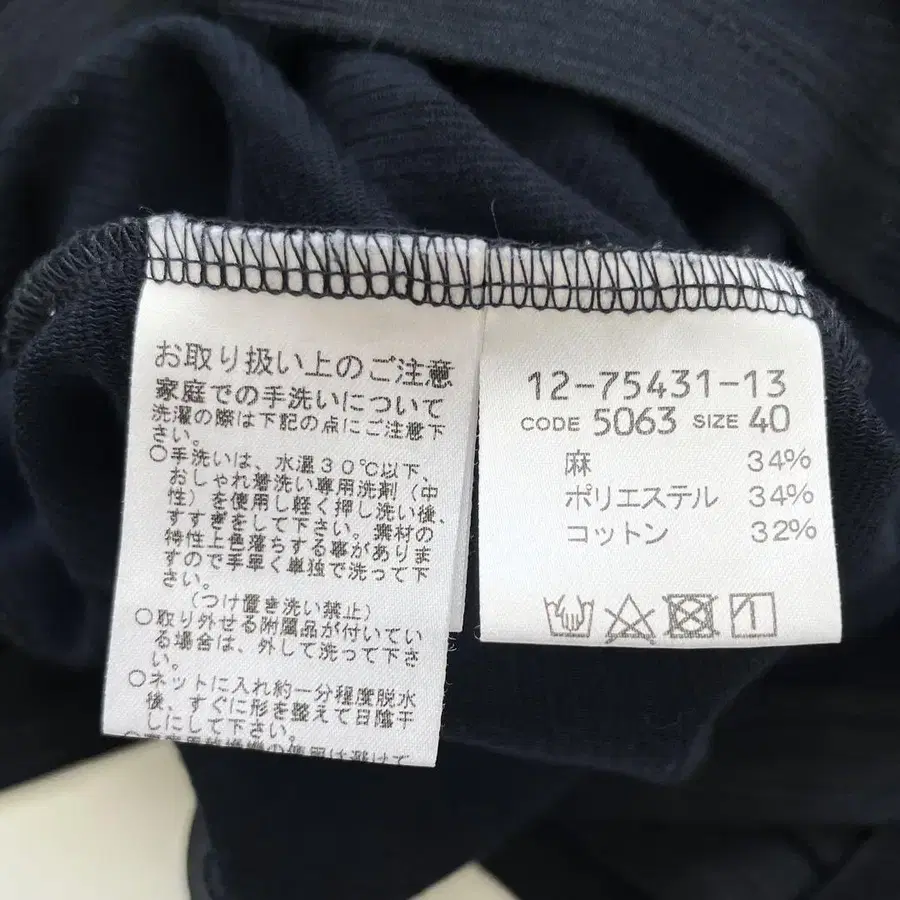 お取り扱い上のご注意
家庭での手洗いについて
洗濯の際は下記の点にご注意下
さい。
○手洗いは、水温30℃以下、
おしゃれ着洗い専用洗剤（中
性）を使用し軽く押し洗い後、
すすぎをして下さい。素材の
特性上色落ちする事がありま
すので手早く単独で洗って下
さい。
（つけ置き洗い禁止）
○取り外せる附属品が付いてい
る場合は、外して洗って下さ
い。
○ネットに入れ約一分程度脱水
後、すぐに形を整えて日陰干
しにして下さい。
12-75431-13
CODE 5063 SIZE 40
麻 34%
ポリエステル 34%
コットン 32%